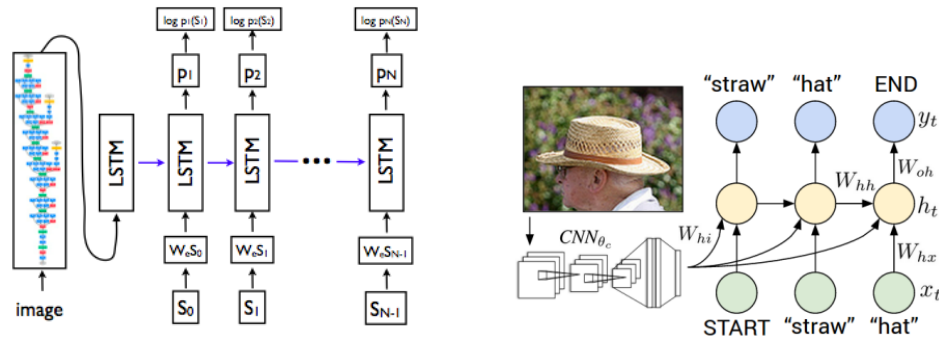 log p₁(S₁) log p₂(S₂) log pN(SN)
p₁ p₂ pN
LSTM LSTM LSTM ••• LSTM
WₑS₀ WₑS₁ WₑSN-1
S₀ S₁ SN-1
image
"straw" "hat" END yₜ
Wₒₕ
Wₕₕ
hₜ
CNNθc Wₕᵢ
Wₕₓ
xₜ
START "straw" "hat"